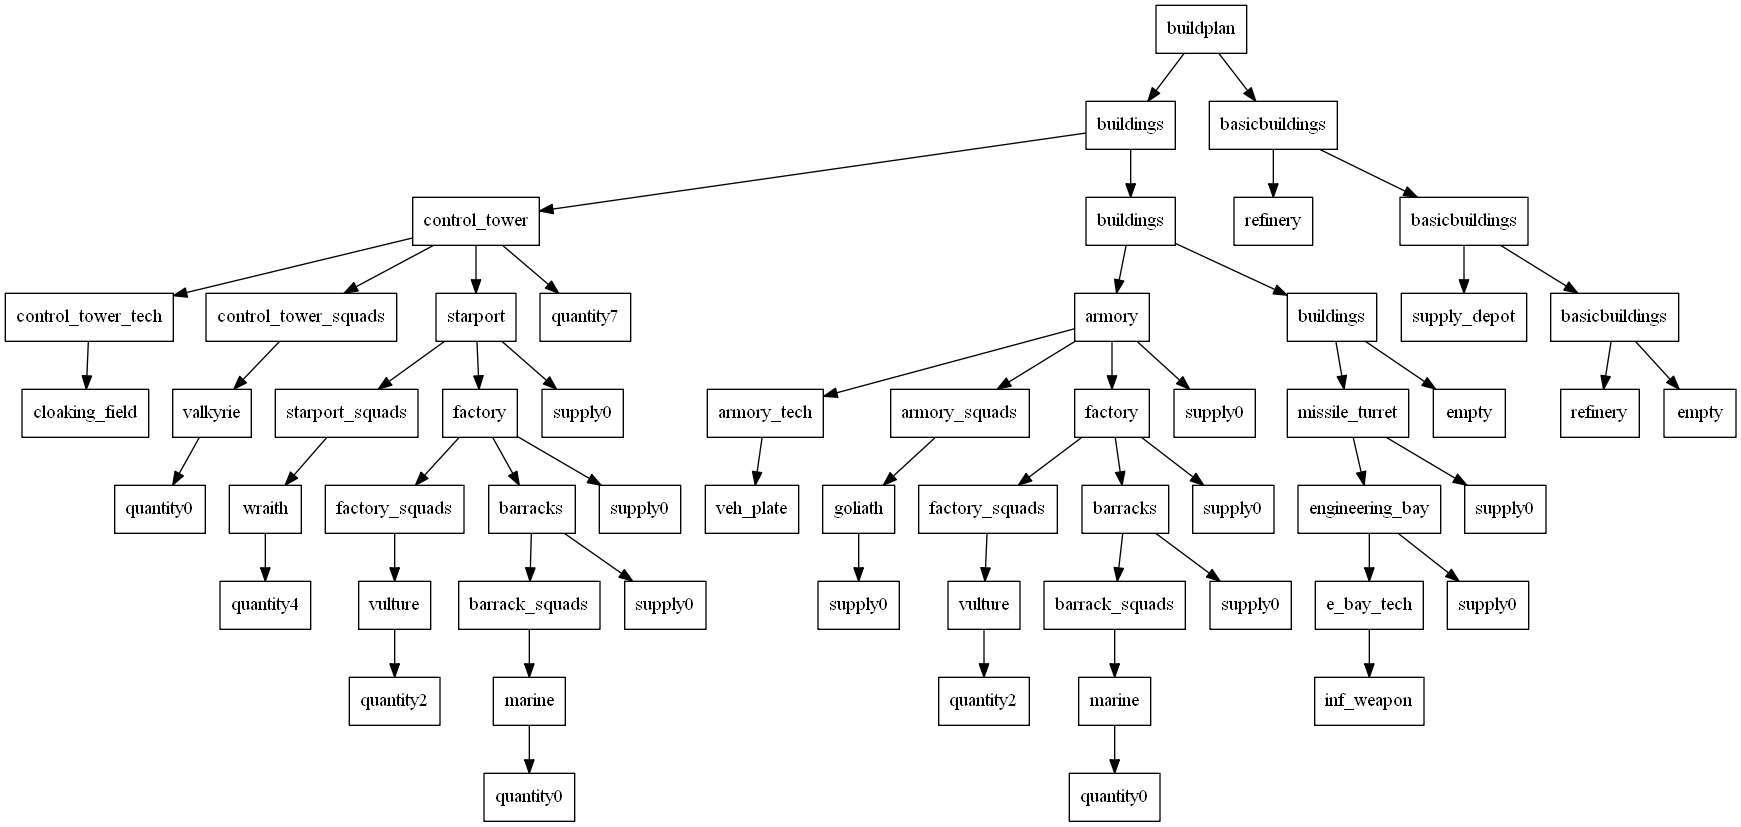 buildplan
buildings
basicbuildings
control_tower
buildings
refinery
basicbuildings
control_tower_tech
control_tower_squads
starport
quantity7
armory
buildings
supply_depot
basicbuildings
cloaking_field
valkyrie
starport_squads
factory
supply0
armory_tech
armory_squads
factory
supply0
missile_turret
empty
refinery
empty
quantity0
wraith
factory_squads
barracks
supply0
veh_plate
goliath
factory_squads
barracks
supply0
engineering_bay
supply0
quantity4
vulture
barrack_squads
supply0
supply0
vulture
barrack_squads
supply0
e_bay_tech
supply0
quantity2
marine
quantity2
marine
inf_weapon
quantity0
quantity0